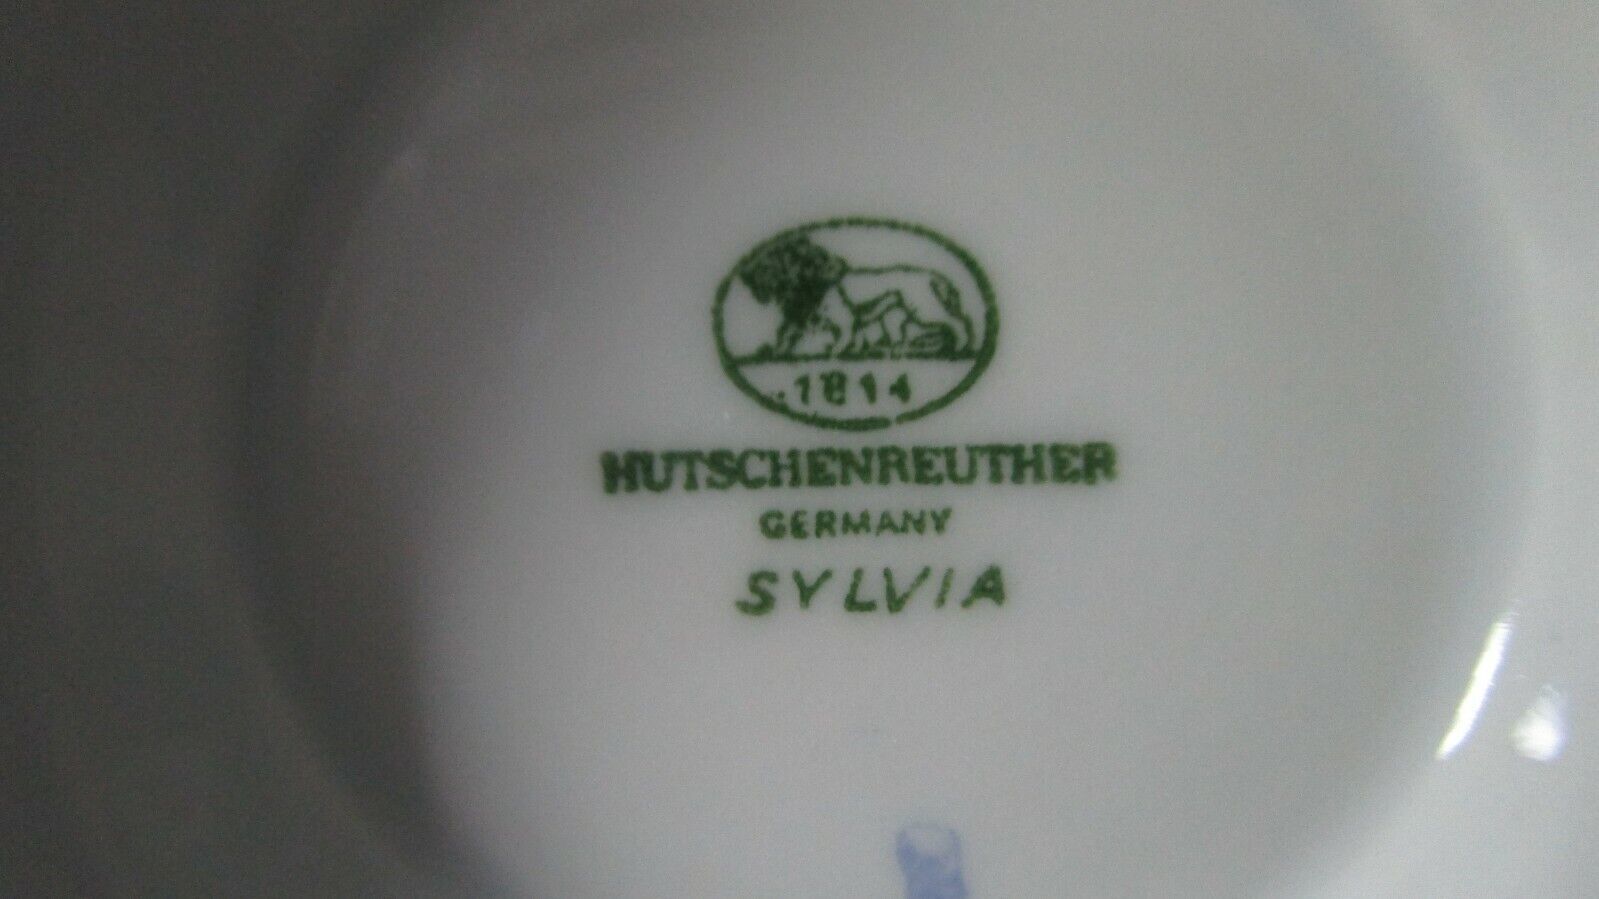 1814
HUTSCHENREUTHER
GERMANY
SYLVIA